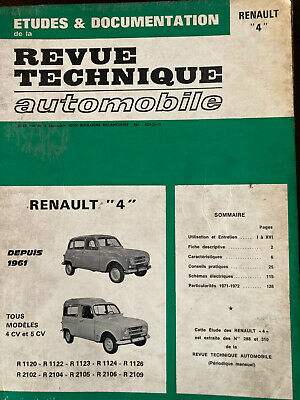 ETUDES & DOCUMENTATION
de la
RENAULT
"4"
REVUE
TECHNIQUE
automobile
RENAULT "4"
DEPUIS
1961
TOUS
MODÈLES
4 CV et 5 CV
R 1120 - R 1122 - R 1123 - R 1124 - R 1126
R 2102 - R 2104 - R 2105 - R 2106 - R 2109
SOMMAIRE
Pages
Utilisation et Entretien .... I à XVI
Fiche descriptive 2
Caractéristiques 6
Conseils pratiques 25
Schémas électriques 115
Particularités 1971-1972 126
Cette Étude des RENAULT « 4 »
est extraite des N°s 288 et 310
de la
REVUE TECHNIQUE AUTOMOBILE
(Périodique mensuel)